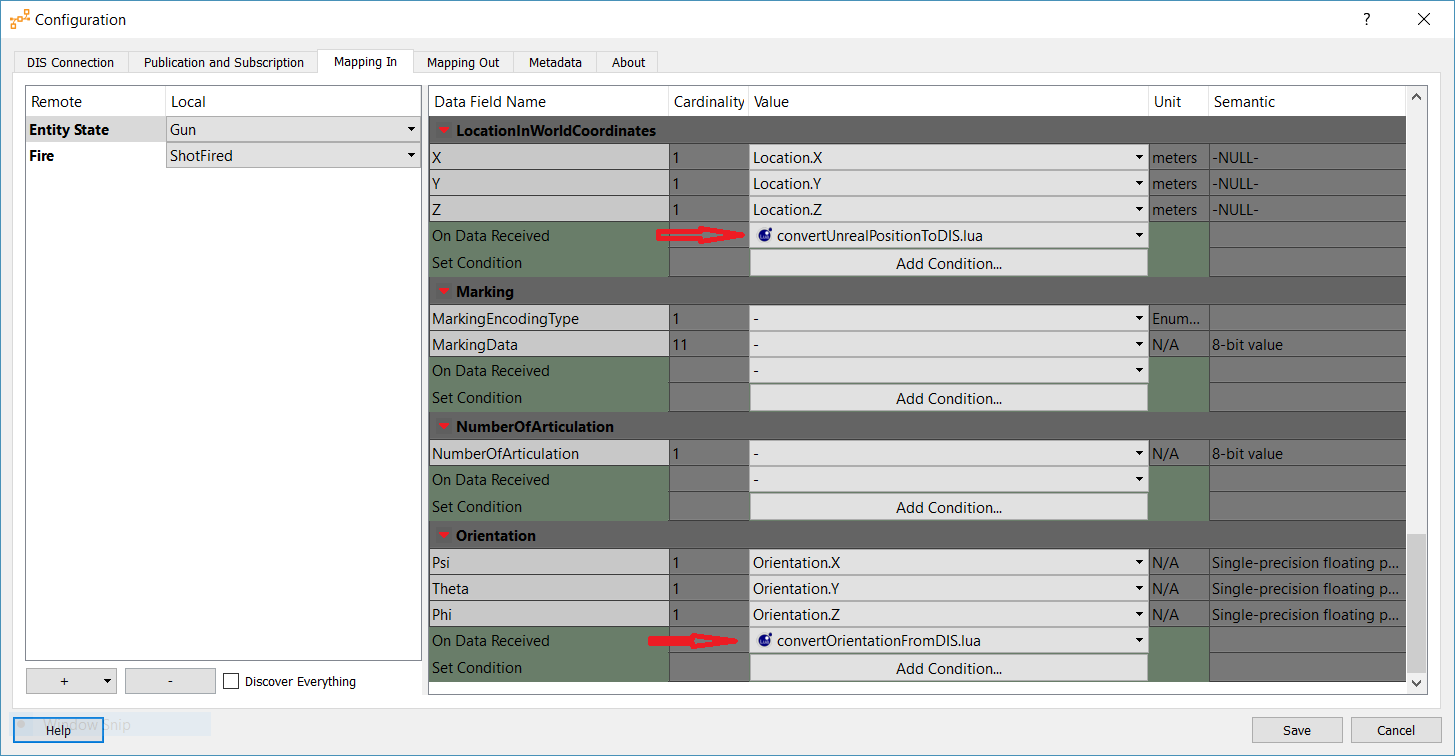 Configuration ?
DIS Connection Publication and Subscription Mapping In Mapping Out Metadata About
Remote Local
Entity State Gun
Fire ShotFired
+ - Discover Everything
Data Field Name Cardinality Value Unit Semantic
LocationInWorldCoordinates
X 1 Location.X meters -NULL-
Y 1 Location.Y meters -NULL-
Z 1 Location.Z meters -NULL-
On Data Received convertUnrealPositionToDIS.lua
Set Condition Add Condition...
Marking
MarkingEncodingType 1 - Enum...
MarkingData 11 - N/A 8-bit value
On Data Received -
Set Condition Add Condition...
NumberOfArticulation
NumberOfArticulation 1 - N/A 8-bit value
On Data Received -
Set Condition Add Condition...
Orientation
Psi 1 Orientation.X N/A Single-precision floating p...
Theta 1 Orientation.Y N/A Single-precision floating p...
Phi 1 Orientation.Z N/A Single-precision floating p...
On Data Received convertOrientationFromDIS.lua
Set Condition Add Condition...
Window Snip
Help Save Cancel